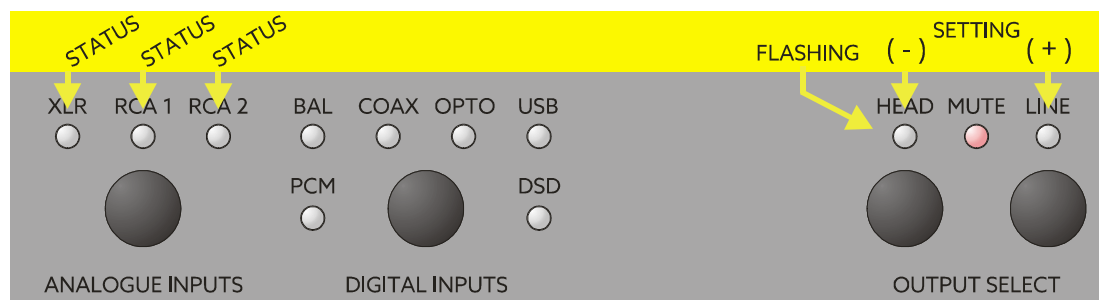 STATUS STATUS STATUS
SETTING
FLASHING ( - ) ( + )
XLR RCA 1 RCA 2 BAL COAX OPTO USB HEAD MUTE LINE
PCM DSD
ANALOGUE INPUTS DIGITAL INPUTS OUTPUT SELECT